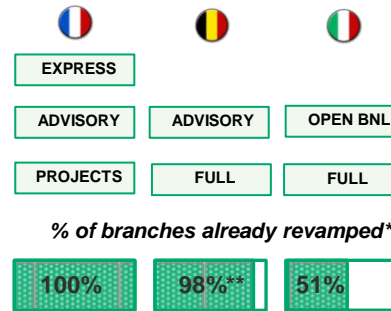 EXPRESS
ADVISORY ADVISORY OPEN BNL
PROJECTS FULL FULL
% of branches already revamped*
100% 98%** 51%